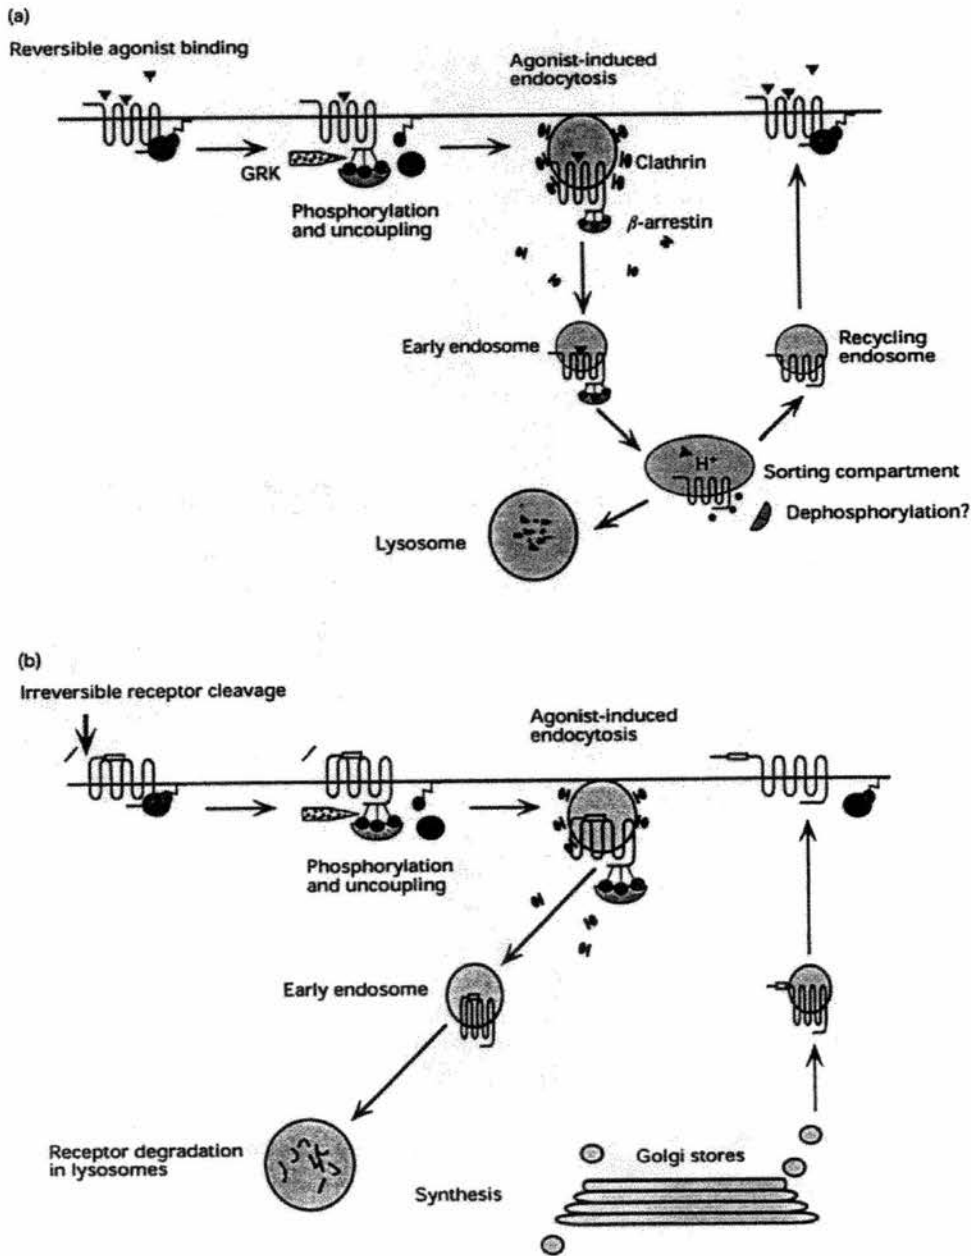 (a)
Reversible agonist binding
Agonist-induced
endocytosis
GRK
Clathrin
Phosphorylation
and uncoupling
β-arrestin
Early endosome
Recycling
endosome
H⁺
Sorting compartment
Dephosphorylation?
Lysosome
(b)
Irreversible receptor cleavage
Agonist-induced
endocytosis
Phosphorylation
and uncoupling
Early endosome
Receptor degradation
in lysosomes
Golgi stores
Synthesis